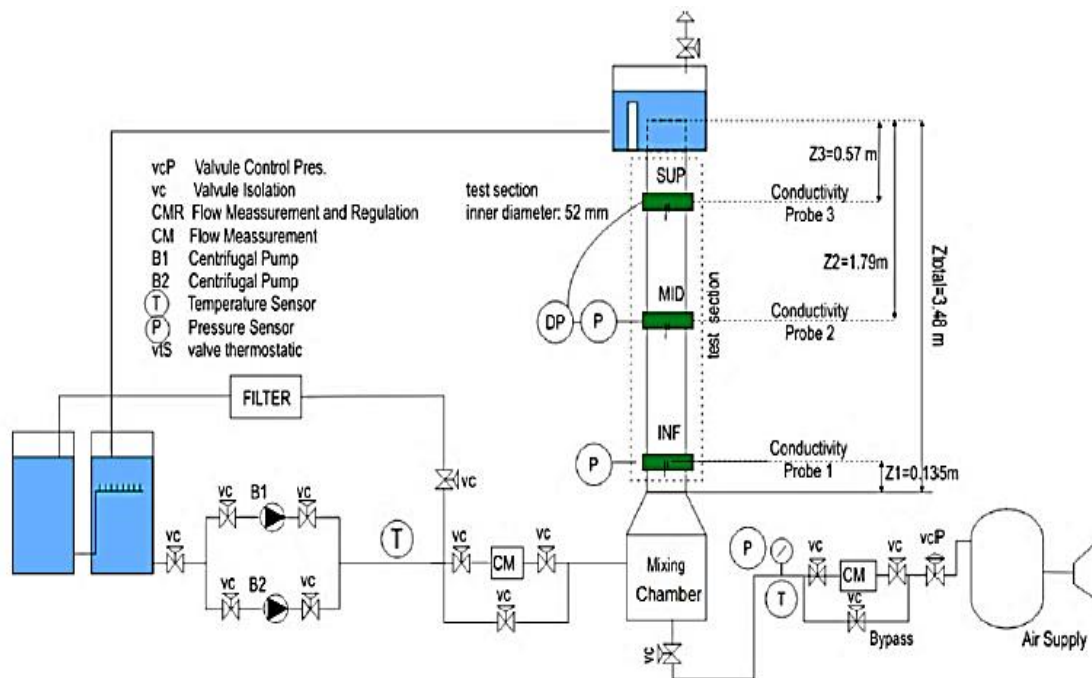 vcP Valvule Control Pres.
vc Valvule Isolation
CMR Flow Meassurement and Regulation
CM Flow Meassurement
B1 Centrifugal Pump
B2 Centrifugal Pump
T Temperature Sensor
P Pressure Sensor
vtS valve thermostatic
test section
inner diameter: 52 mm
SUP
Conductivity
Probe 3
Z3=0.57 m
Z2=1.79m
Ztotal=3.48 m
MID
DP
P
Conductivity
Probe 2
test section
INF
P
Conductivity
Probe 1
Z1=0.135m
FILTER
vc
vc
B1
vc
vc
vc
B2
vc
T
vc
CM
vc
vc
Mixing
Chamber
vc
P
T
vc
CM
vc
vcP
vc
Bypass
Air Supply